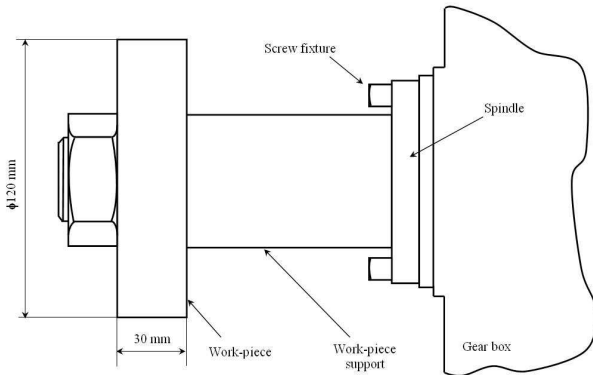 Screw fixture
Spindle
ϕ120 mm
30 mm
Work-piece
Work-piece
support
Gear box